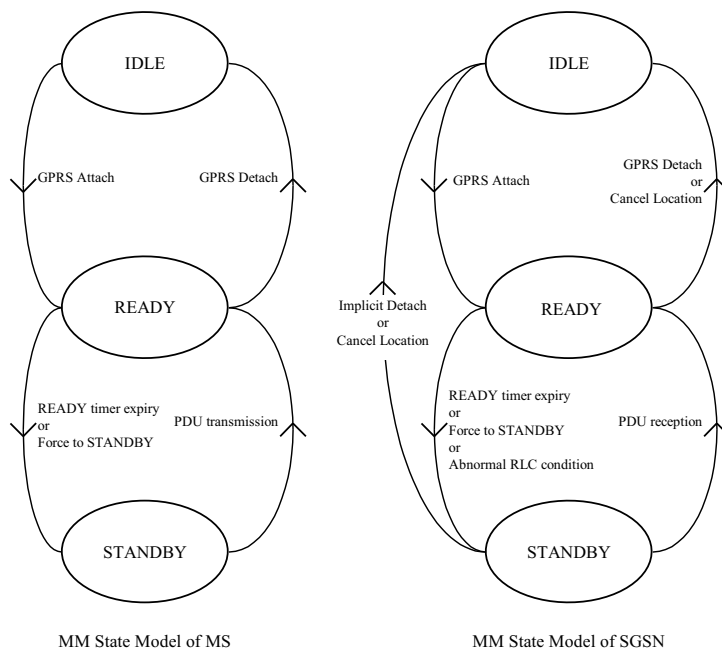 IDLE
GPRS Attach
GPRS Detach
READY
READY timer expiry
or
Force to STANDBY
PDU transmission
STANDBY
MM State Model of MS
IDLE
GPRS Attach
GPRS Detach
or
Cancel Location
Implicit Detach
or
Cancel Location
READY
READY timer expiry
or
Force to STANDBY
or
Abnormal RLC condition
PDU reception
STANDBY
MM State Model of SGSN